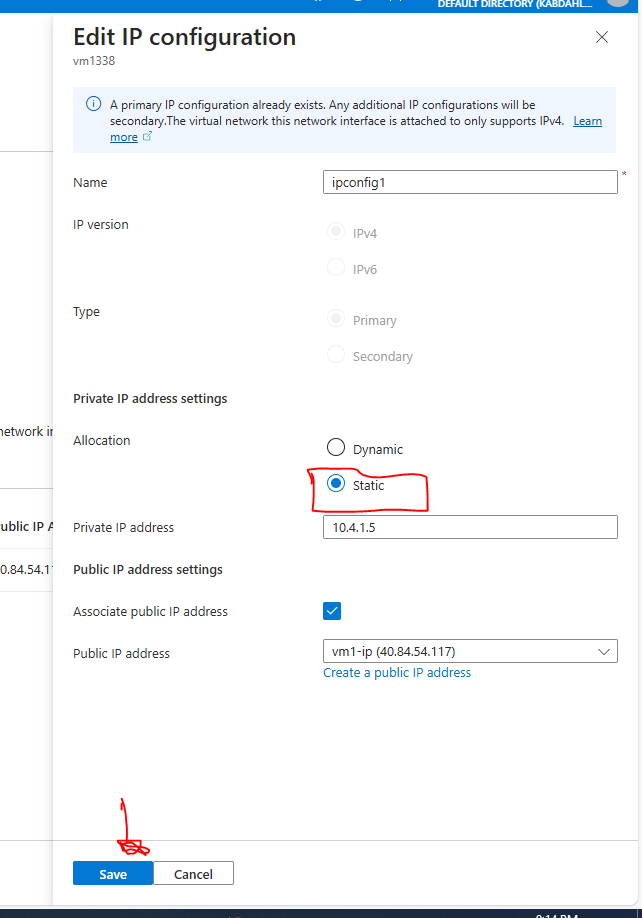 DEFAULT DIRECTORY (KABDAHL...
Edit IP configuration
vm1338
A primary IP configuration already exists. Any additional IP configurations will be
secondary.The virtual network this network interface is attached to only supports IPv4. Learn
more
Name
ipconfig1 *
IP version
IPv4
IPv6
Type
Primary
Secondary
Private IP address settings
network in
Allocation
Dynamic
Static
ublic IP A
Private IP address
10.4.1.5
Public IP address settings
0.84.54.11
Associate public IP address
Public IP address
vm1-ip (40.84.54.117)
Create a public IP address
Save
Cancel